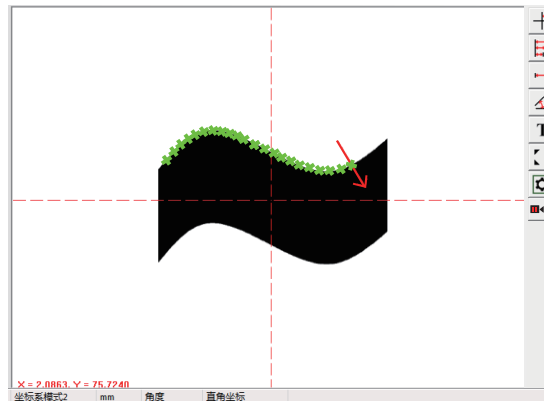 T
X = 2.0863, Y = 75.7240
坐标系模式2 mm 角度 直角坐标